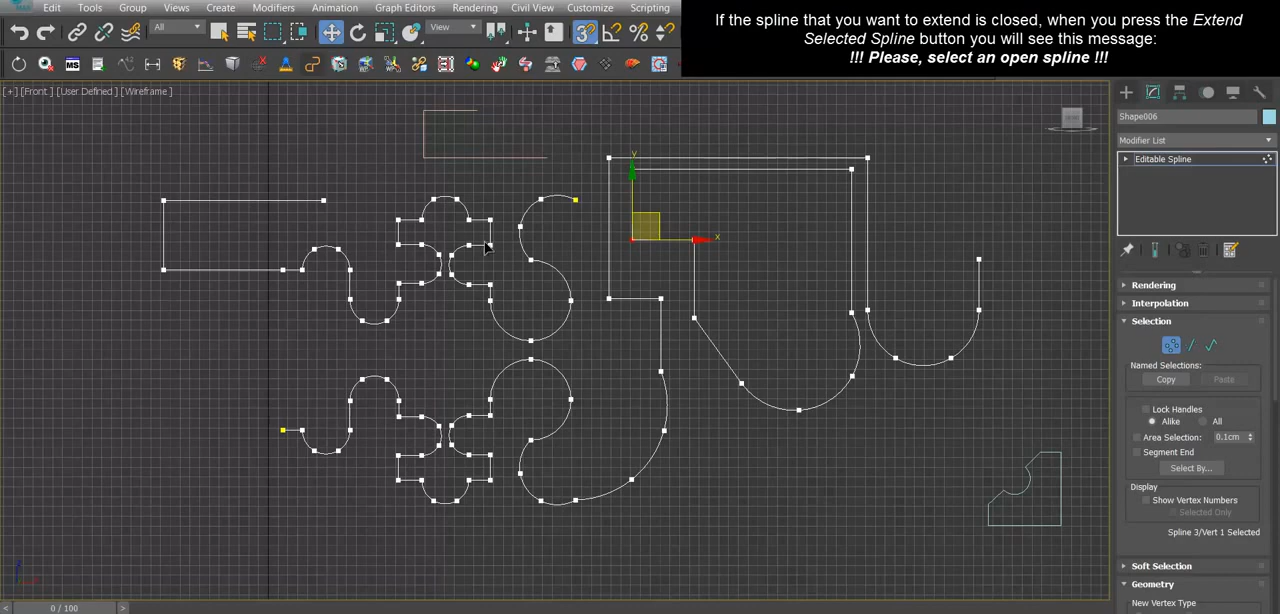 Edit Tools Group Views Create Modifiers Animation Graph Editors Rendering Civil View Customize Scripting
If the spline that you want to extend is closed, when you press the Extend
Selected Spline button you will see this message:
!!! Please, select an open spline !!!
All
View
MS
[+] [Front] [User Defined] [Wireframe]
Shape006
Modifier List
Editable Spline
y
x
Rendering
Interpolation
Selection
Named Selections:
Copy Paste
Lock Handles
Alike All
Area Selection: 0.1cm
Segment End
Select By...
Display
Show Vertex Numbers
Selected Only
Spline 3/Vert 1 Selected
Soft Selection
Geometry
New Vertex Type
< 0 / 100 >